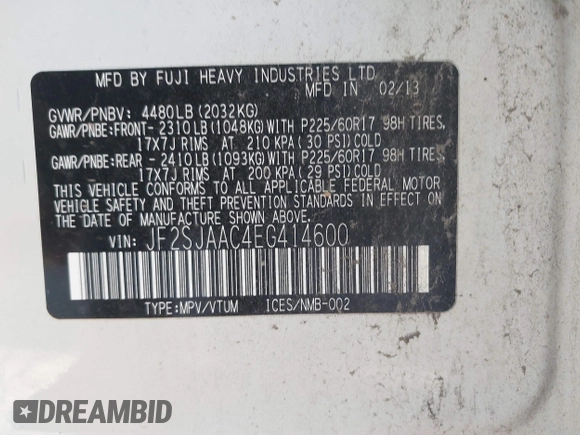 MFD BY FUJI HEAVY INDUSTRIES LTD.
MFD IN 02/13
GVWR/PNBV: 4480LB (2032KG)
GAWR/PNBE:FRONT- 2310LB (1048KG) WITH P225/60R17 98H TIRES,
17X7J RIMS AT 210 KPA ( 30 PSI) COLD
GAWR/PNBE:REAR - 2410LB (1093KG) WITH P225/60R17 98H TIRES,
17X7J RIMS AT 200 KPA ( 29 PSI) COLD
THIS VEHICLE CONFORMS TO ALL APPLICABLE FEDERAL MOTOR
VEHICLE SAFETY AND THEFT PREVENTION STANDARDS IN EFFECT
ON THE DATE OF MANUFACTURE SHOWN ABOVE.
VIN: JF2SJAAC4EG414600
TYPE:MPV/VTUM ICES/NMB-002
DREAMBID